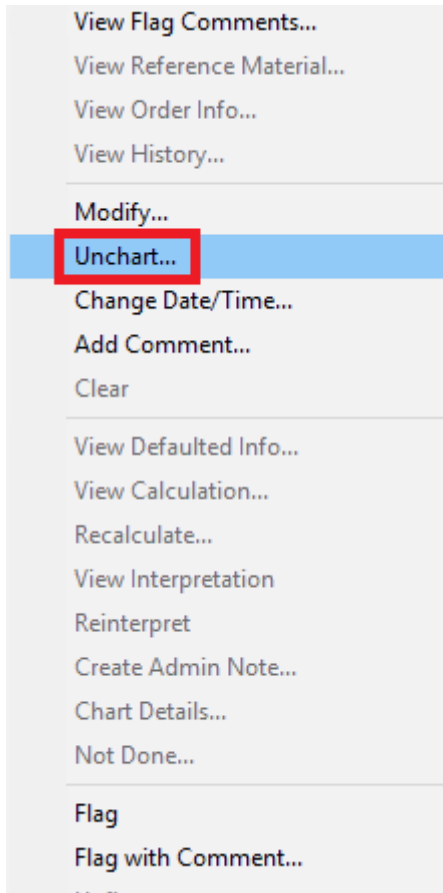 View Flag Comments...
View Reference Material...
View Order Info...
View History...
Modify...
Unchart...
Change Date/Time...
Add Comment...
Clear
View Defaulted Info...
View Calculation...
Recalculate...
View Interpretation
Reinterpret
Create Admin Note...
Chart Details...
Not Done...
Flag
Flag with Comment...